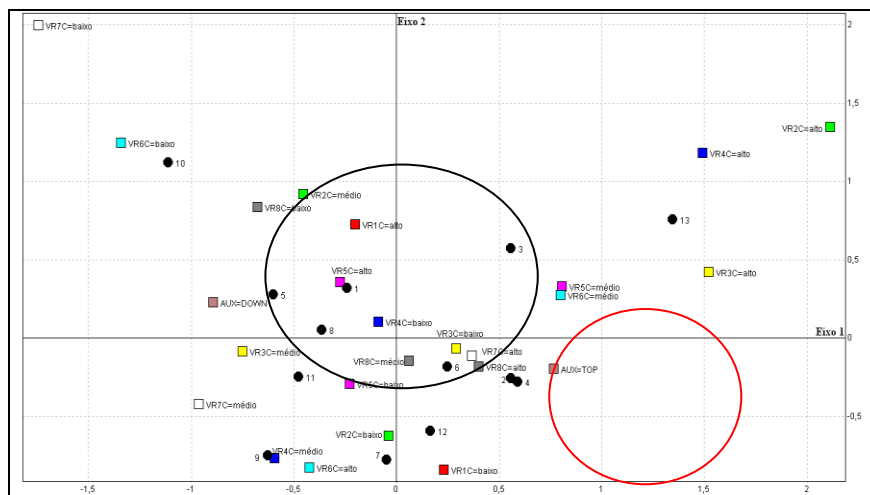 Eixo 2
2
VR7C=baixo
1,5
VR2C=alto
VR6C=baixo
VR4C=alto
10
1
VR2C=médio
VR8C=baixo
13
VR1C=alto
3
0,5
VR5C=alto
VR3C=alto
VR5C=médio
1
5
VR6C=médio
AUX=DOWN
VR4C=baixo
8
VR3C=baixo
Eixo 1
0
VR3C=médio
VR7C=alto
VR8C=médio
6
VR8C=alto
AUX=TOP
11
2
4
VR5C=baixo
VR7C=médio
-0,5
12
VR2C=baixo
9
VR4C=médio
7
VR6C=alto
VR1C=baixo
-1,5
-1
-0,5
0
0,5
1
1,5
2